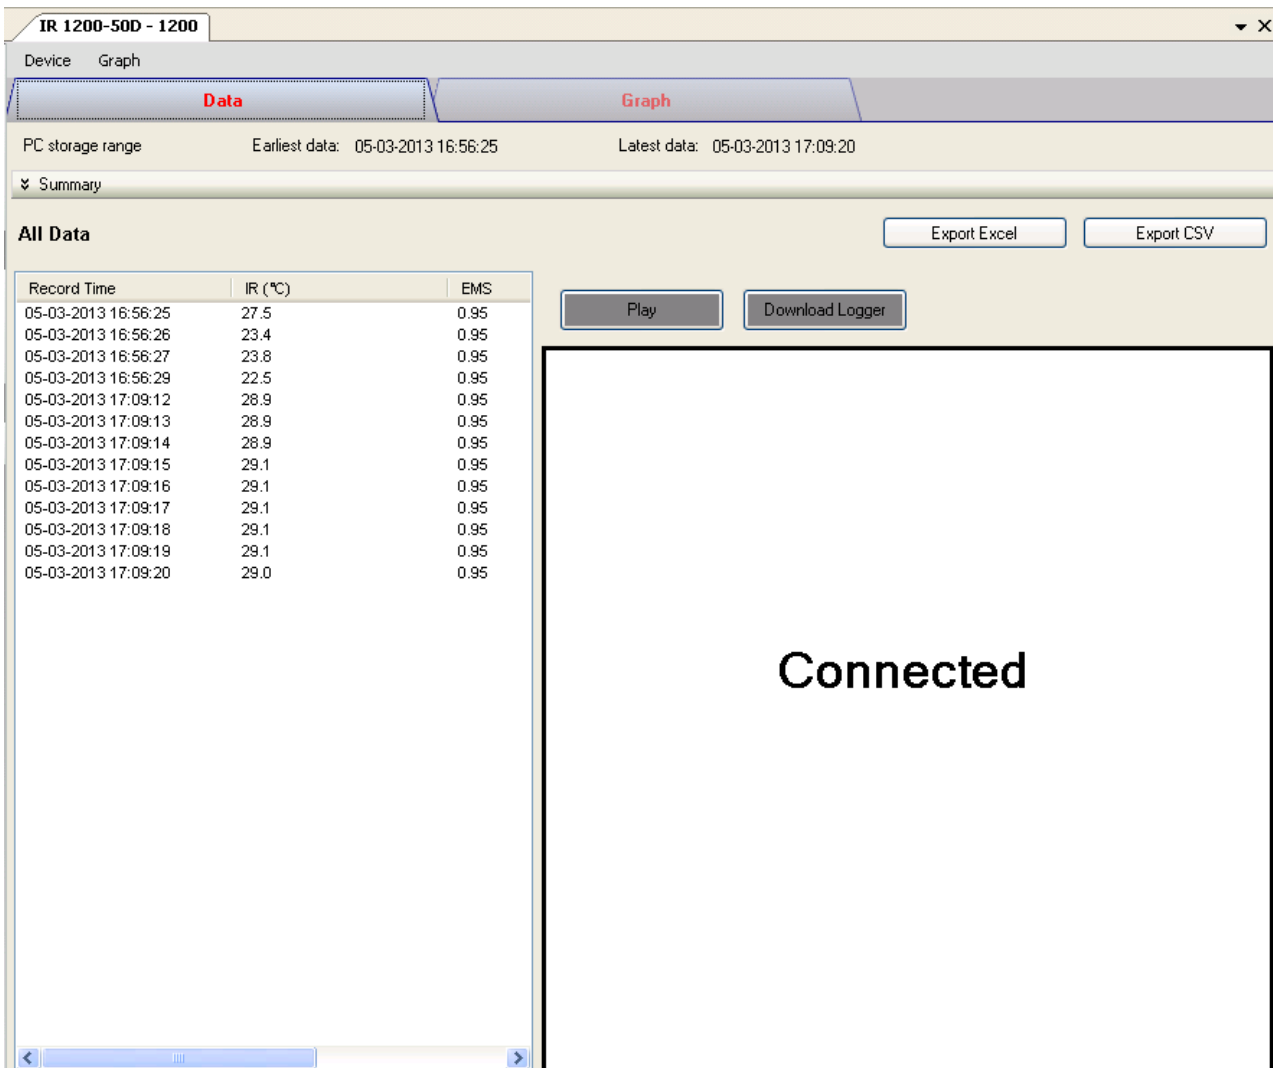 IR 1200-50D - 1200
Device Graph
Data Graph
PC storage range Earliest data: 05-03-2013 16:56:25 Latest data: 05-03-2013 17:09:20
Summary
All Data Export Excel Export CSV
Record Time IR (℃) EMS
Play Download Logger
05-03-2013 16:56:25 27.5 0.95
05-03-2013 16:56:26 23.4 0.95
05-03-2013 16:56:27 23.8 0.95
05-03-2013 16:56:29 22.5 0.95
05-03-2013 17:09:12 28.9 0.95
05-03-2013 17:09:13 28.9 0.95
05-03-2013 17:09:14 28.9 0.95
05-03-2013 17:09:15 29.1 0.95
05-03-2013 17:09:16 29.1 0.95
05-03-2013 17:09:17 29.1 0.95
05-03-2013 17:09:18 29.1 0.95
05-03-2013 17:09:19 29.1 0.95
05-03-2013 17:09:20 29.0 0.95
Connected